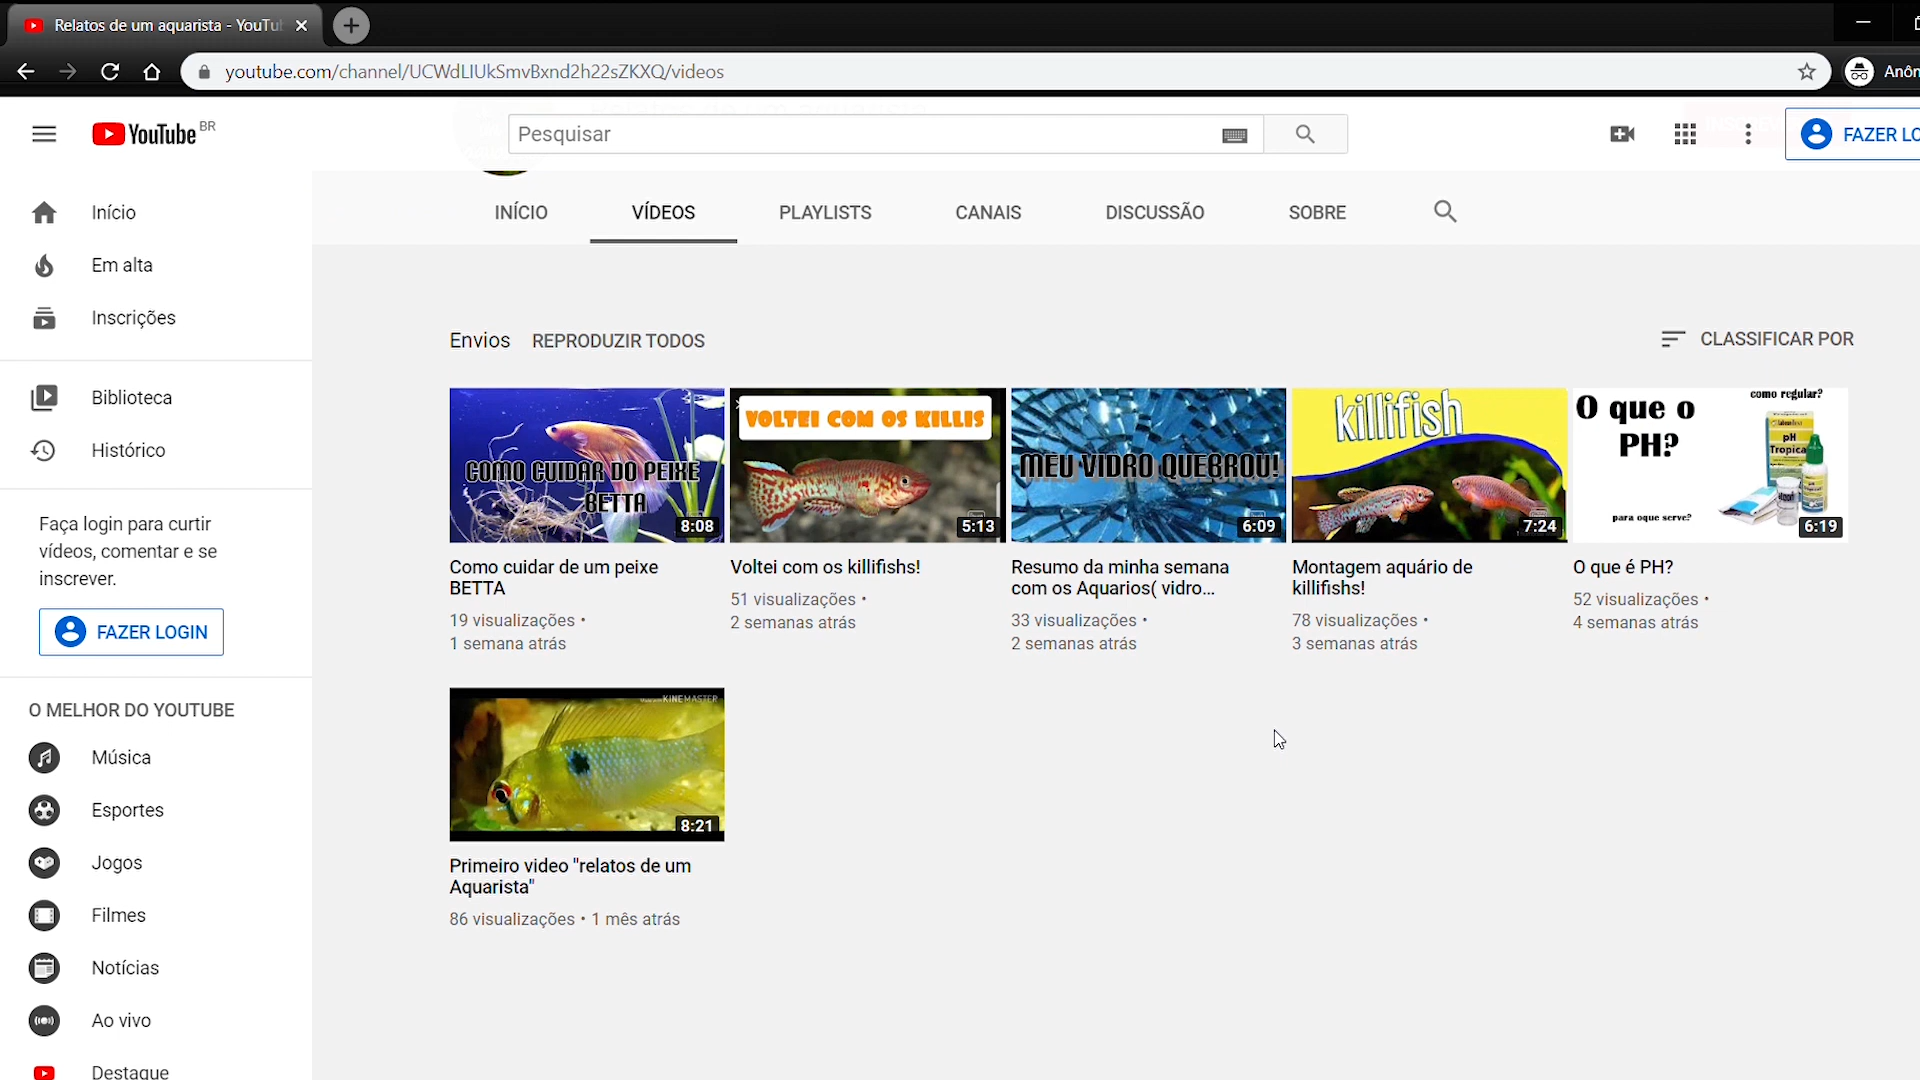 Relatos de um aquarista - YouTu
youtube.com/channel/UCWdLIUkSmvBxnd2h22sZKXQ/videos
Anôn
YouTube BR
Pesquisar
FAZER LO
INÍCIO VÍDEOS PLAYLISTS CANAIS DISCUSSÃO SOBRE
Início
Em alta
Inscrições
Biblioteca
Histórico
Faça login para curtir
vídeos, comentar e se
inscrever.
FAZER LOGIN
O MELHOR DO YOUTUBE
Música
Esportes
Jogos
Filmes
Notícias
Ao vivo
Destaque
Envios REPRODUZIR TODOS
CLASSIFICAR POR
COMO CUIDAR DO PEIXE
BETTA
8:08
Como cuidar de um peixe
BETTA
19 visualizações •
1 semana atrás
VOLTEI COM OS KILLIS
5:13
Voltei com os killifishs!
51 visualizações •
2 semanas atrás
MEU VIDRO QUEBROU!
6:09
Resumo da minha semana
com os Aquarios( vidro...
33 visualizações •
2 semanas atrás
killifish
7:24
Montagem aquário de
killifishs!
78 visualizações •
3 semanas atrás
como regular?
O que o
PH?
pH
Tropical
para oque serve?
6:19
O que é PH?
52 visualizações •
4 semanas atrás
KINEMASTER
8:21
Primeiro video "relatos de um
Aquarista"
86 visualizações • 1 mês atrás